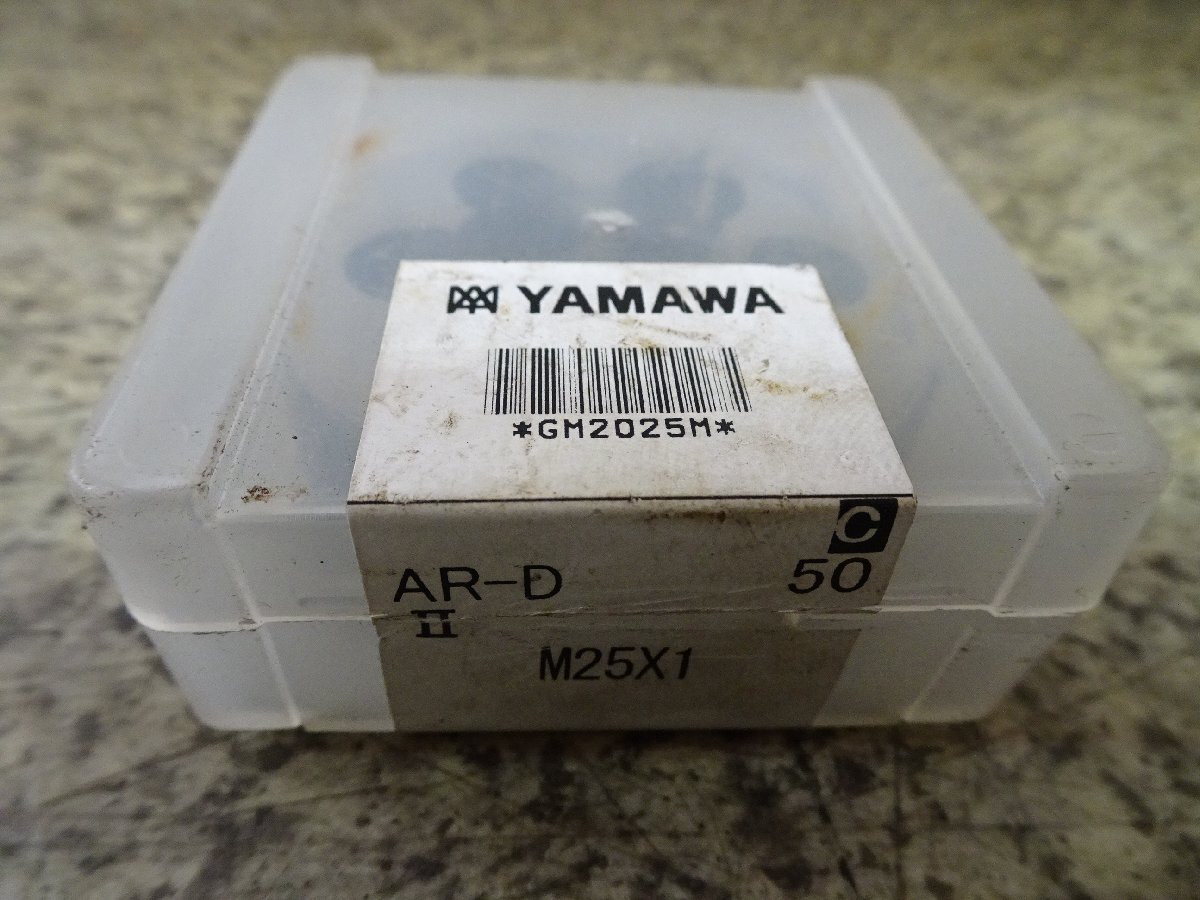 YAMAWA
*GM2025M*
C
AR-D 50
II
M25X1